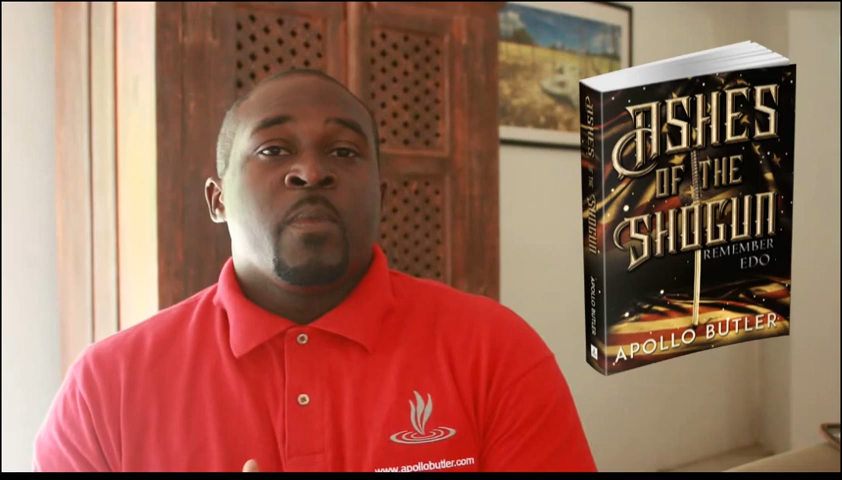 ASHES
OF THE
SHOGUN
REMEMBER
EDO
APOLLO BUTLER
ASHES OF THE SHOGUN APOLLO BUTLER
www.apollobutler.com